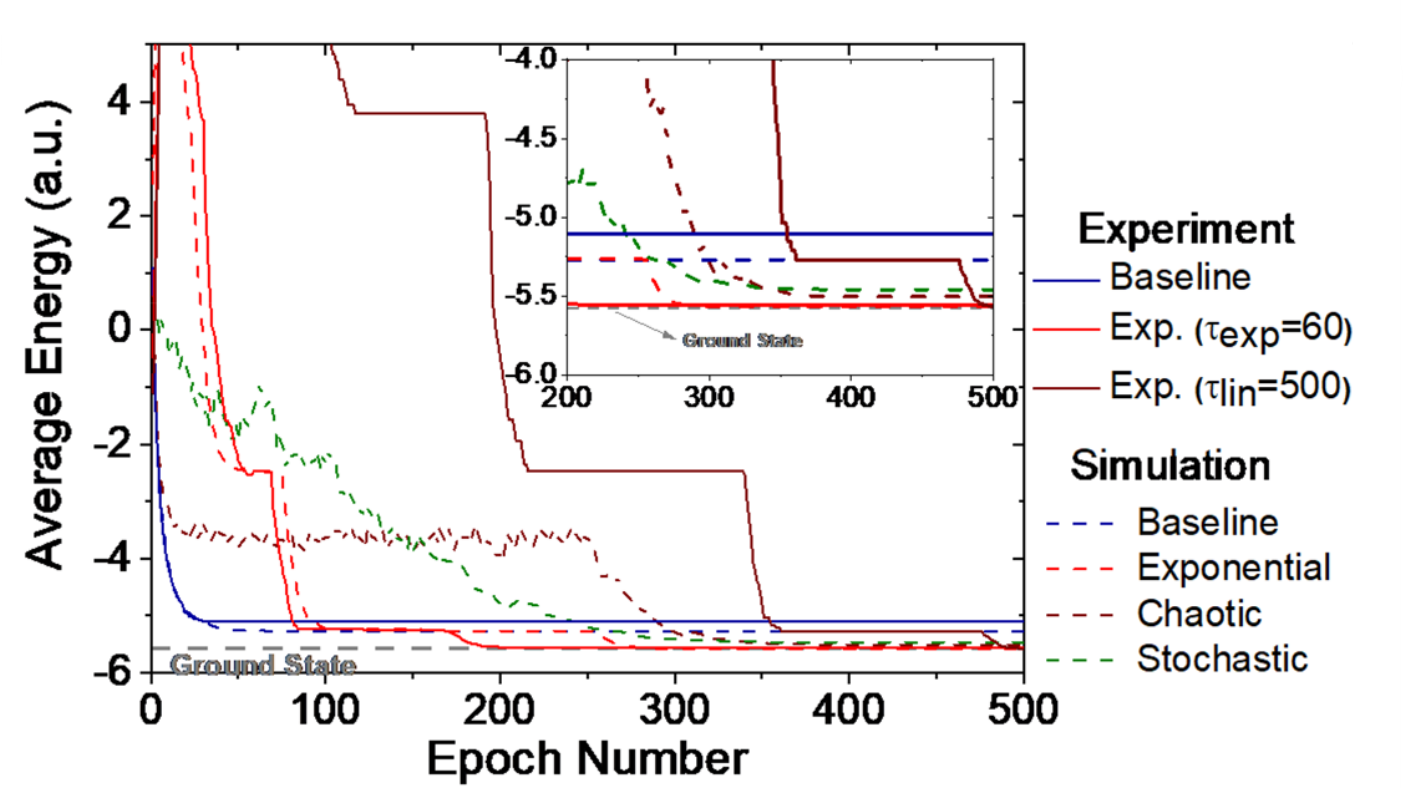 Average Energy (a.u.)
4
2
0
-2
-4
-6
0
100
200
300
400
500
Epoch Number
Ground State
-4.0
-4.5
-5.0
-5.5
-6.0
200
300
400
500
Ground State
Experiment
Baseline
Exp. (τexp=60)
Exp. (τlin=500)
Simulation
Baseline
Exponential
Chaotic
Stochastic